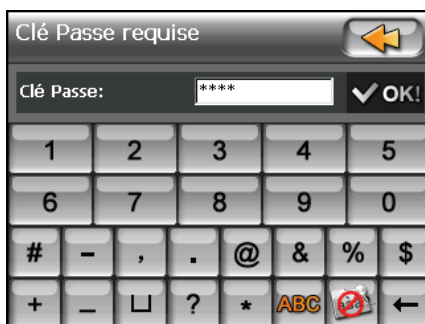 Clé Passe requise
Clé Passe: **** OK!
1 2 3 4 5
6 7 8 9 0
# - , . @ & % $
+ _ ? * ABC